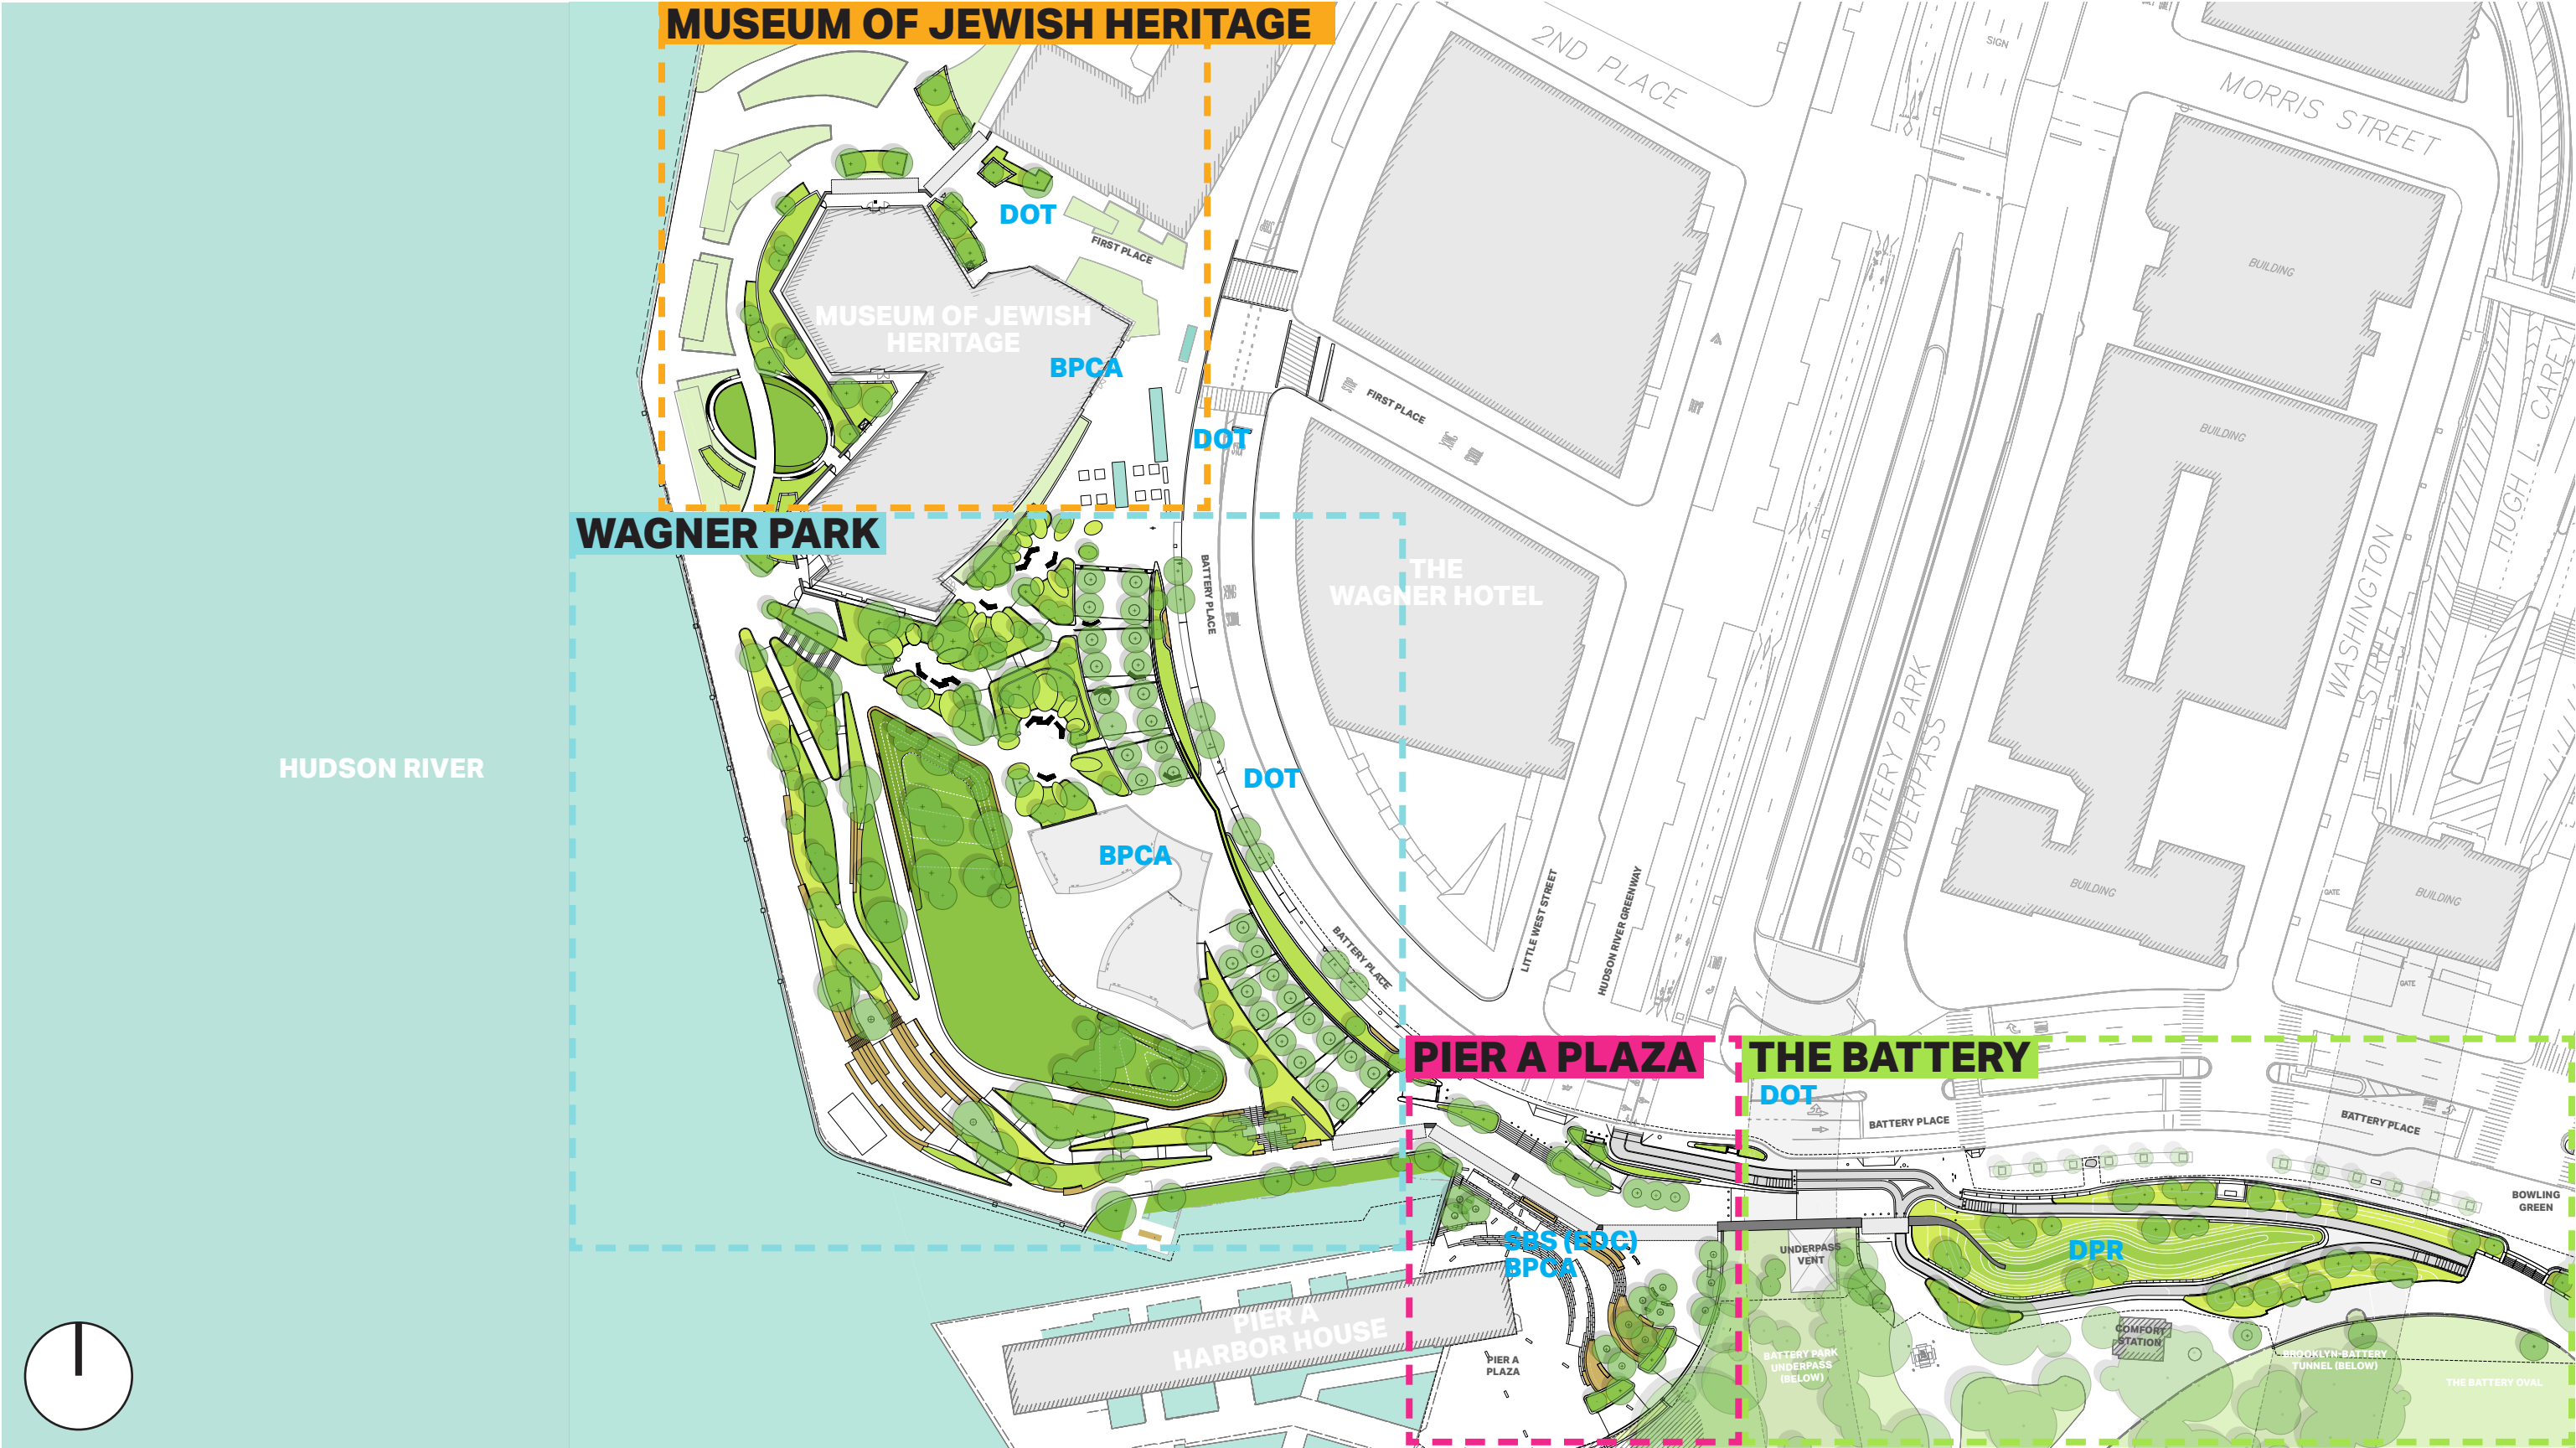 MUSEUM OF JEWISH HERITAGE
2ND PLACE
SIGN
MORRIS STREET
DOT
FIRST PLACE
BUILDING
MUSEUM OF JEWISH
HERITAGE
BPCA
HUGH L. CAREY
FIRST PLACE
DOT
BUILDING
WAGNER PARK
THE
WAGNER HOTEL
BATTERY PLACE
WASHINGTON
STREET
BATTERY PARK
UNDERPASS
HUDSON RIVER
DOT
BPCA
LITTLE WEST STREET
HUDSON RIVER GREENWAY
BUILDING
GATE
BUILDING
BATTERY PLACE
GATE
PIER A PLAZA
THE BATTERY
DOT
BATTERY PLACE
BATTERY PLACE
BOWLING
GREEN
SBS (EDC)
BPCA
UNDERPASS
VENT
DPR
PIER A
HARBOR HOUSE
PIER A
PLAZA
BATTERY PARK
UNDERPASS
(BELOW)
COMFORT
STATION
BROOKLYN-BATTERY
TUNNEL (BELOW)
THE BATTERY OVAL